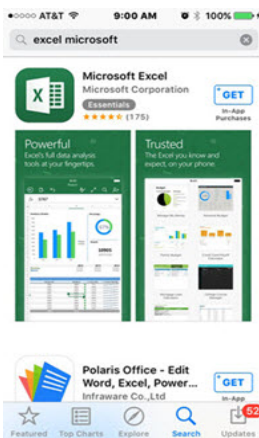 AT&T 9:00 AM 100%
excel microsoft
Microsoft Excel
Microsoft Corporation
Essentials
(175)
GET
In-App
Purchases
Powerful
Excel's full data analysis
tools at your fingertips.
Trusted
The Excel you know and
expect, on your phone.
Polaris Office - Edit
Word, Excel, Power...
Infraware Co.,Ltd
GET
In-App
Featured Top Charts Explore Search Updates
52